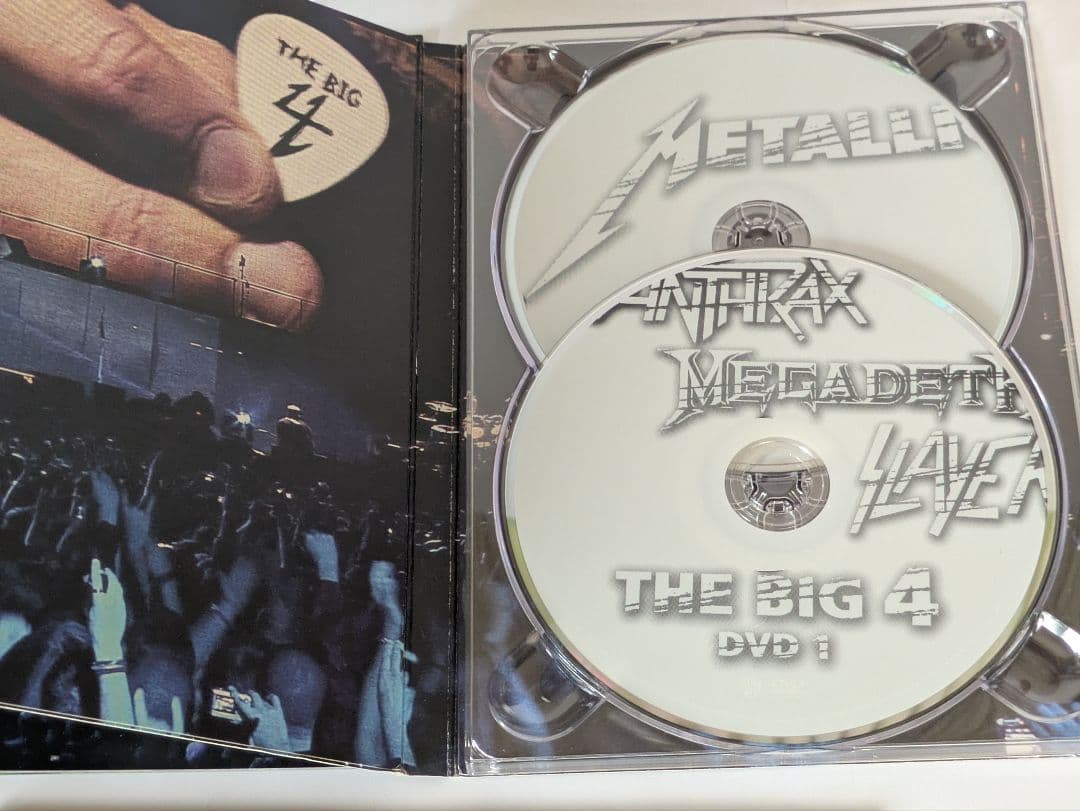 THE BIG
4
METALLI
ANTHRAX
MEGADETH
SLAYER
THE BIG 4
DVD 1